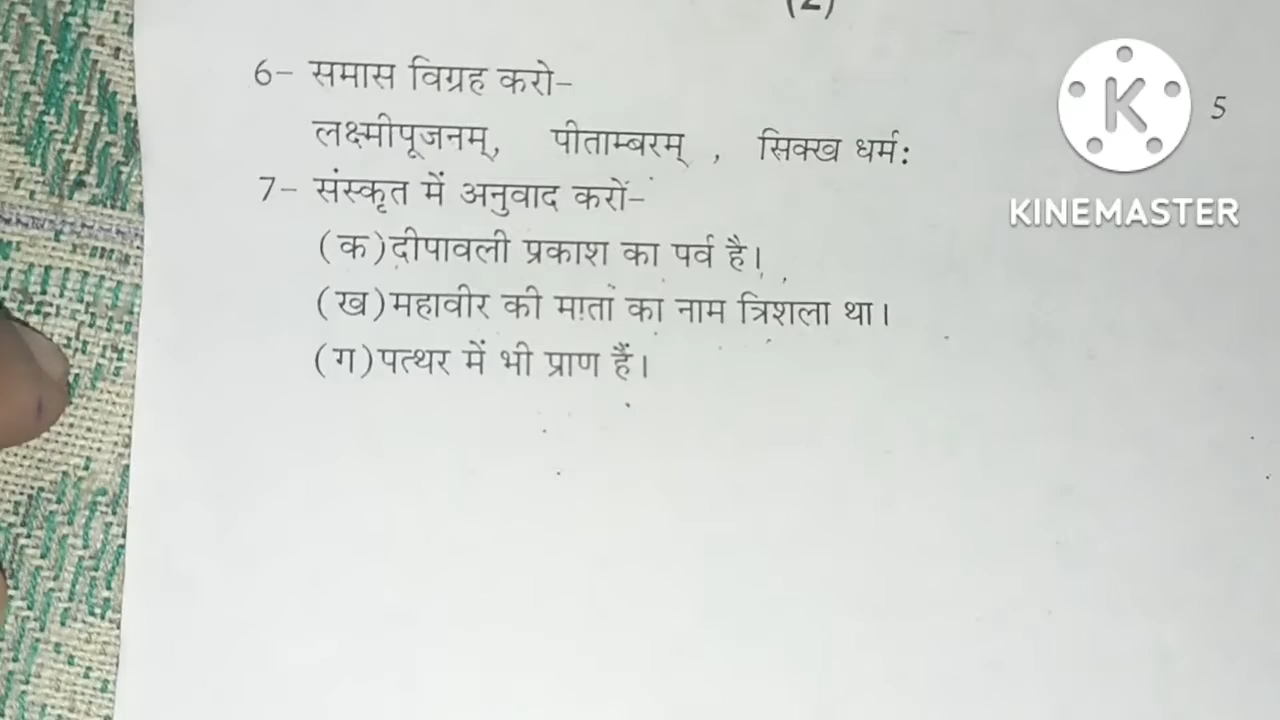 (2)
6- समास विग्रह करो-
5
लक्ष्मीपूजनम्, पीताम्बरम् , सिक्ख धर्म:
7- संस्कृत में अनुवाद करों-
(क)दीपावली प्रकाश का पर्व है।
(ख)महावीर की माता का नाम त्रिशला था।
(ग)पत्थर में भी प्राण हैं।
K
KINEMASTER